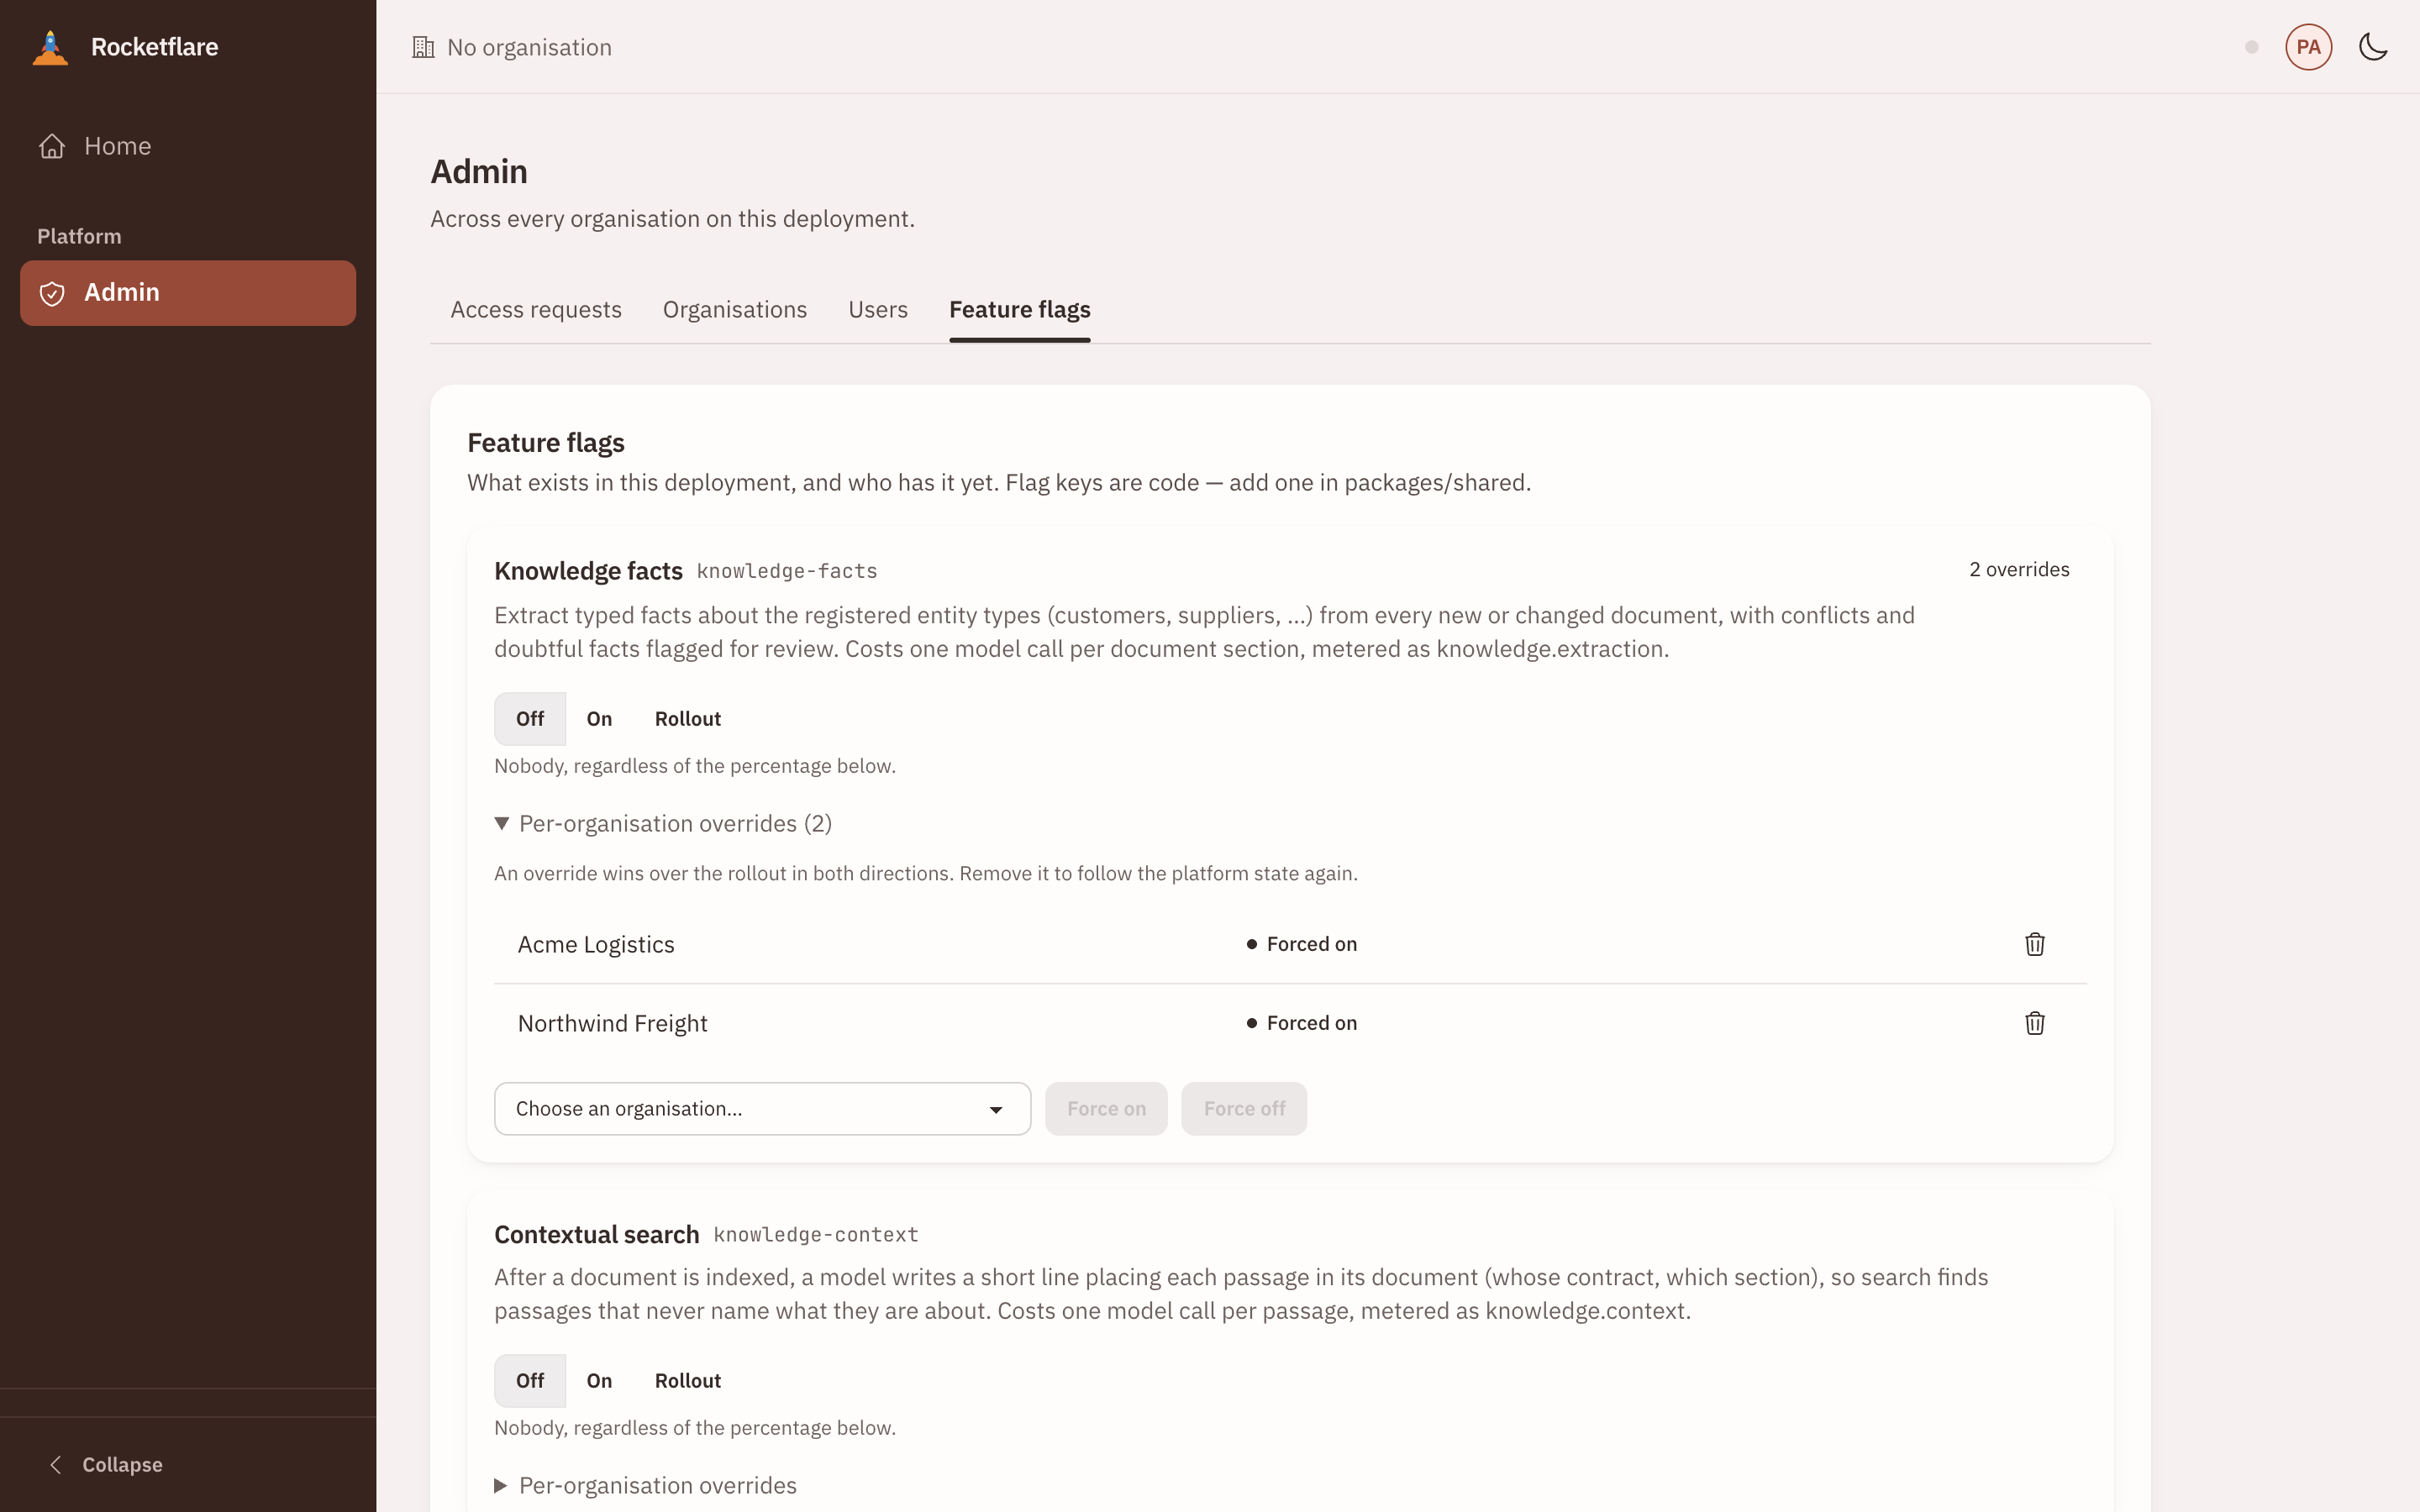 Rocketflare
No organisation
PA
Home
Platform
Admin
Admin
Across every organisation on this deployment.
Access requests
Organisations
Users
Feature flags
Feature flags
What exists in this deployment, and who has it yet. Flag keys are code — add one in packages/shared.
Knowledge facts knowledge-facts
2 overrides
Extract typed facts about the registered entity types (customers, suppliers, ...) from every new or changed document, with conflicts and
doubtful facts flagged for review. Costs one model call per document section, metered as knowledge.extraction.
Off On Rollout
Nobody, regardless of the percentage below.
Per-organisation overrides (2)
An override wins over the rollout in both directions. Remove it to follow the platform state again.
Acme Logistics
Forced on
Northwind Freight
Forced on
Choose an organisation...
Force on
Force off
Contextual search knowledge-context
After a document is indexed, a model writes a short line placing each passage in its document (whose contract, which section), so search finds
passages that never name what they are about. Costs one model call per passage, metered as knowledge.context.
Off On Rollout
Nobody, regardless of the percentage below.
Per-organisation overrides
Collapse